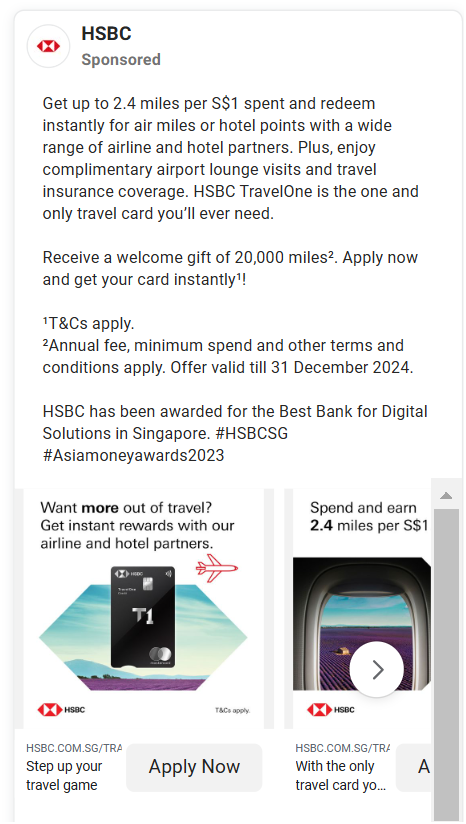 HSBC
Sponsored
Get up to 2.4 miles per S$1 spent and redeem
instantly for air miles or hotel points with a wide
range of airline and hotel partners. Plus, enjoy
complimentary airport lounge visits and travel
insurance coverage. HSBC TravelOne is the one and
only travel card you’ll ever need.
Receive a welcome gift of 20,000 miles². Apply now
and get your card instantly¹!
¹T&Cs apply.
²Annual fee, minimum spend and other terms and
conditions apply. Offer valid till 31 December 2024.
HSBC has been awarded for the Best Bank for Digital
Solutions in Singapore. #HSBCSG
#Asiamoneyawards2023
Want more out of travel?
Get instant rewards with our
airline and hotel partners.
HSBC
TravelOne
T1
HSBC
T&Cs apply.
HSBC.COM.SG/TRA
Step up your
travel game
Apply Now
Spend and earn
2.4 miles per S$1
HSBC
HSBC.COM.SG/TRA
With the only
travel card yo...
A